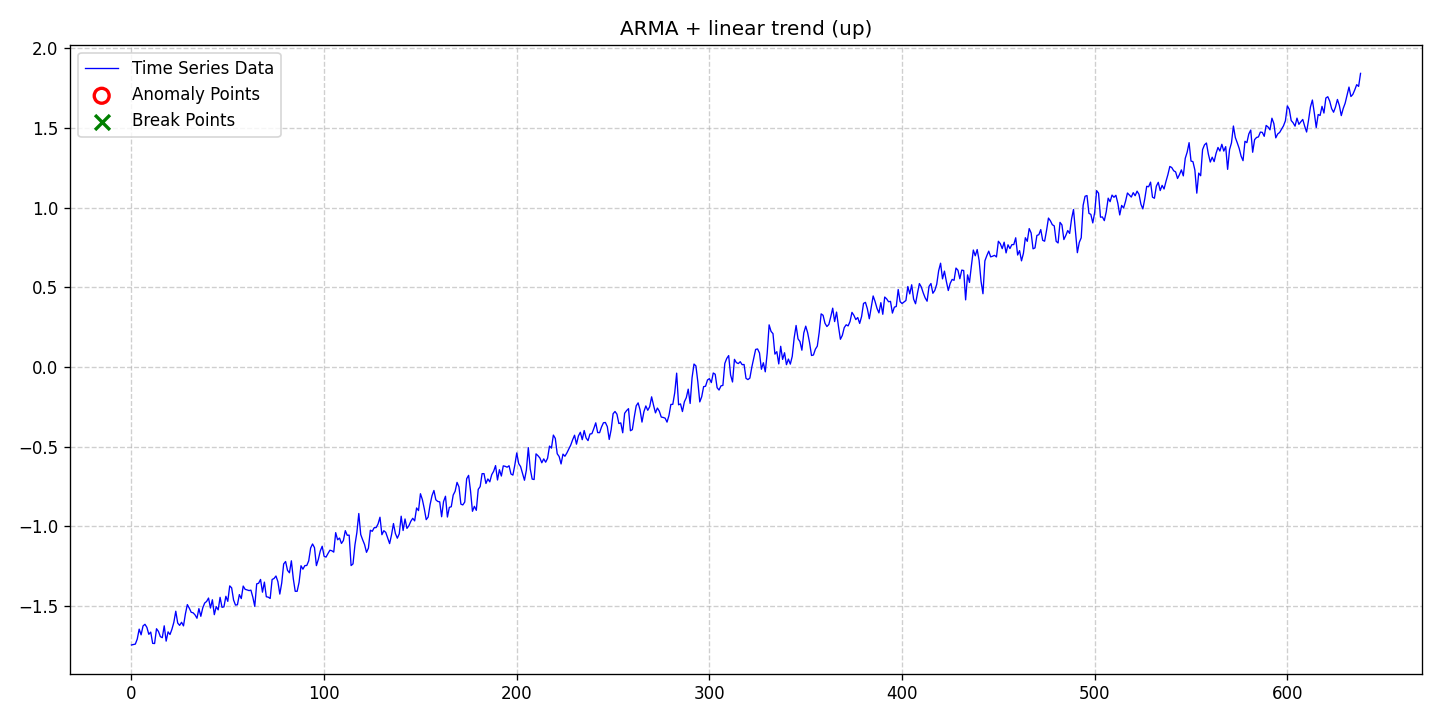 ARMA + linear trend (up)
Time Series Data
Anomaly Points
Break Points
2.0
1.5
1.0
0.5
0.0
−0.5
−1.0
−1.5
0 100 200 300 400 500 600